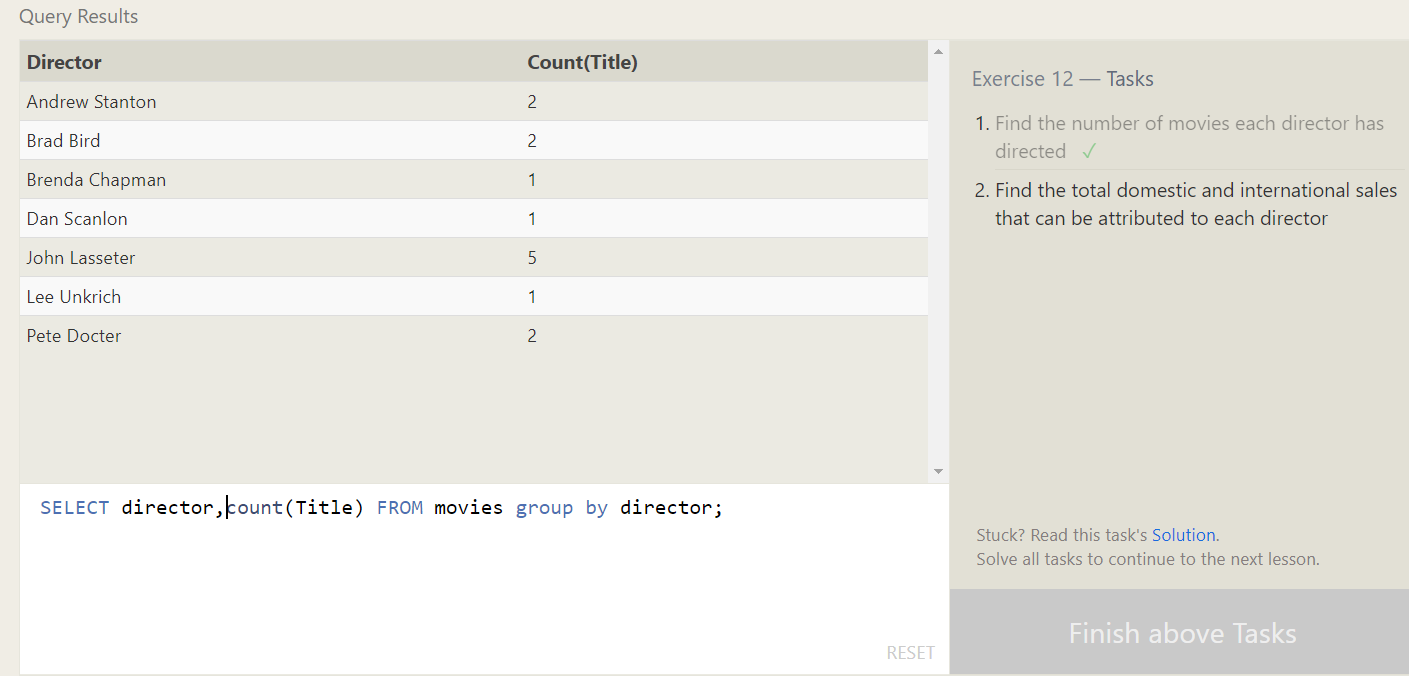 Query Results
Director Count(Title)
Andrew Stanton 2
Brad Bird 2
Brenda Chapman 1
Dan Scanlon 1
John Lasseter 5
Lee Unkrich 1
Pete Docter 2
SELECT director,count(Title) FROM movies group by director;
RESET
Exercise 12 — Tasks
1. Find the number of movies each director has
directed ✓
2. Find the total domestic and international sales
that can be attributed to each director
Stuck? Read this task's Solution.
Solve all tasks to continue to the next lesson.
Finish above Tasks